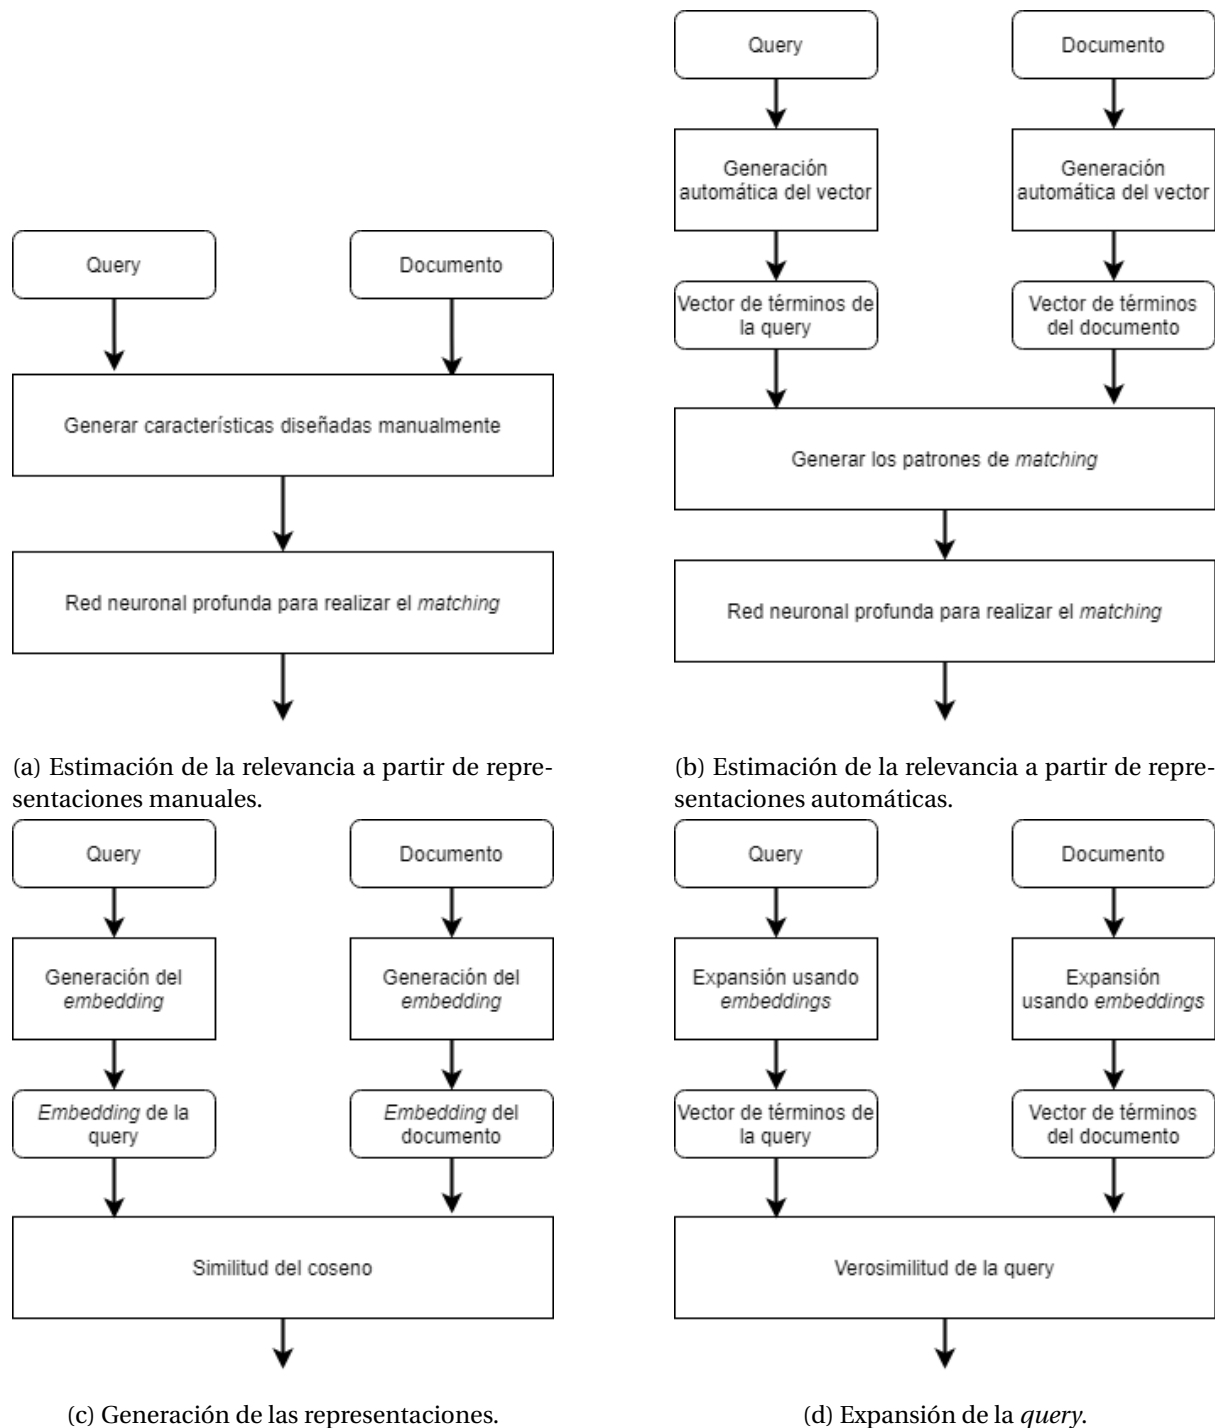 Query
Documento
Generar características diseñadas manualmente
Red neuronal profunda para realizar el matching
(a) Estimación de la relevancia a partir de repre-
sentaciones manuales.
Query
Documento
Generación
automática del vector
Generación
automática del vector
Vector de términos de
la query
Vector de términos
del documento
Generar los patrones de matching
Red neuronal profunda para realizar el matching
(b) Estimación de la relevancia a partir de repre-
sentaciones automáticas.
Query
Documento
Generación del
embedding
Generación del
embedding
Embedding de la
query
Embedding del
documento
Similitud del coseno
(c) Generación de las representaciones.
Query
Documento
Expansión usando
embeddings
Expansión
usando embeddings
Vector de términos de
la query
Vector de términos
del documento
Verosimilitud de la query
(d) Expansión de la query.